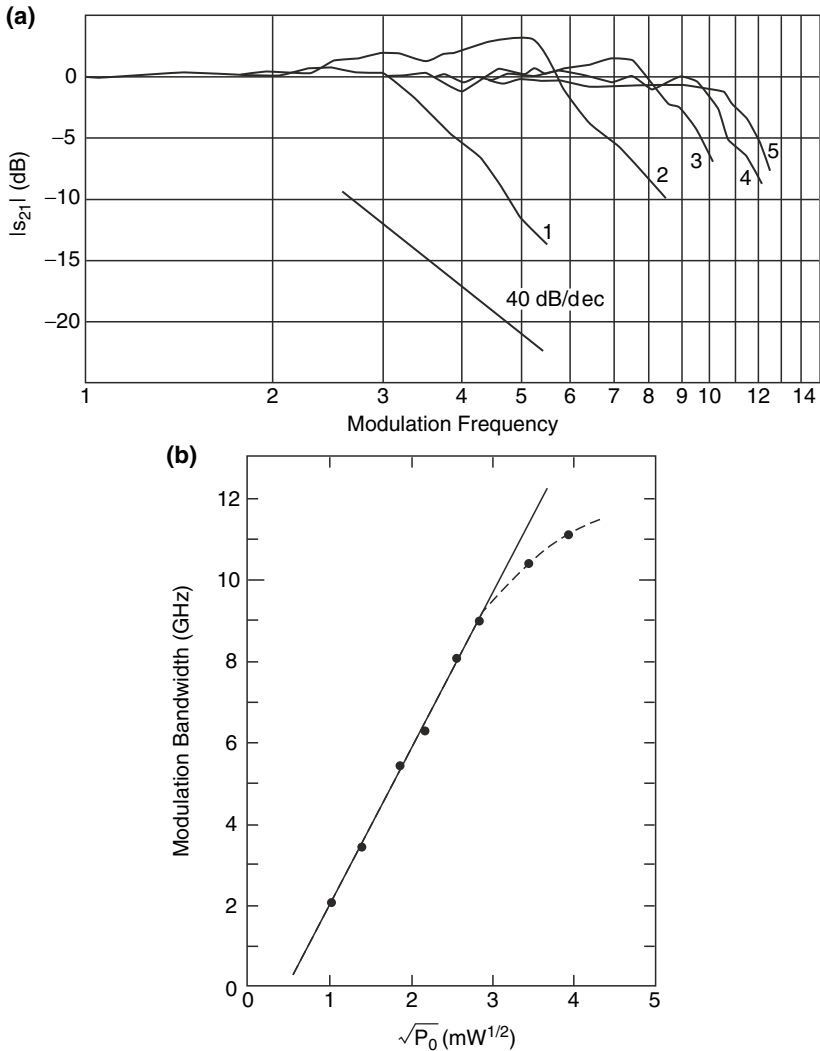 (a)
0
−5
−10
−15
−20
|s21| (dB)
1
2
3
4
5
40 dB/dec
1 2 3 4 5 6 7 8 9 10 12 14
Modulation Frequency
(b)
12
10
8
6
4
2
0
Modulation Bandwidth (GHz)
0 1 2 3 4 5
√P0 (mW1/2)